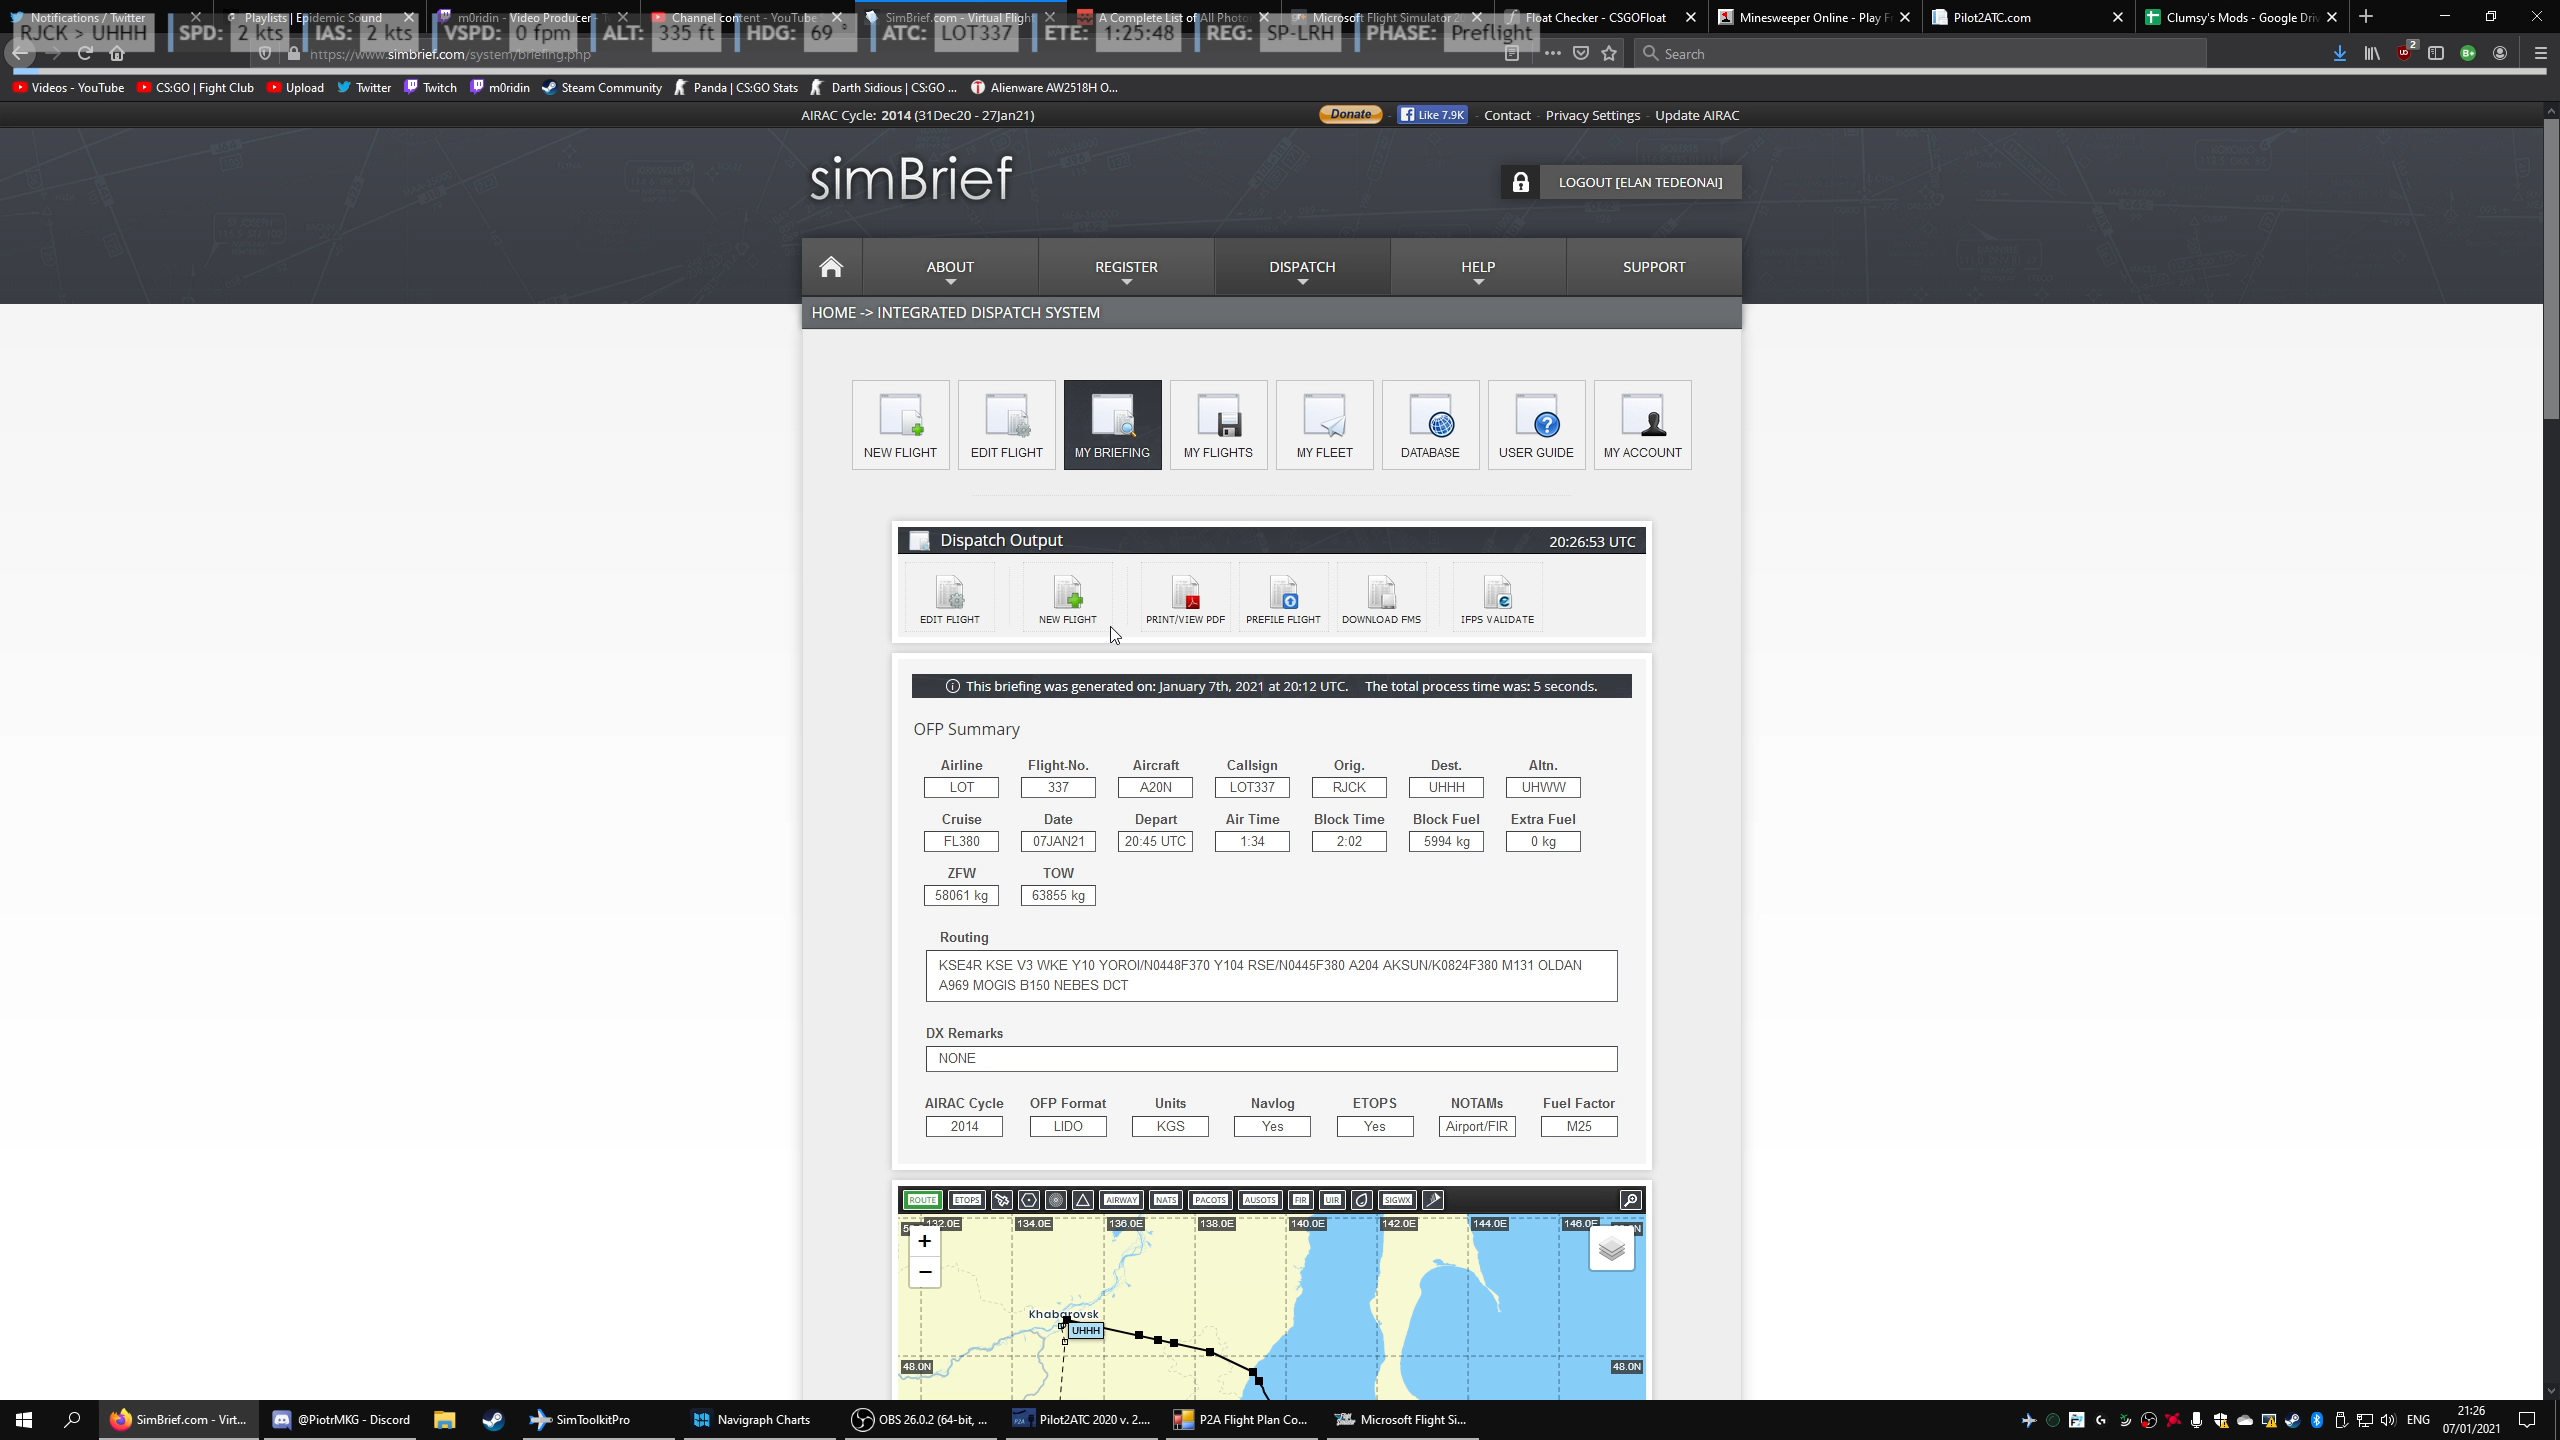 Notifications / Twitter
Playlists | Epidemic Sound
m0ridin - Video Producer -
Channel content - YouTube S
SimBrief.com - Virtual Flight
A Complete List of All Photo
Microsoft Flight Simulator 20
Float Checker - CSGOFloat
Minesweeper Online - Play F
Pilot2ATC.com
Clumsy's Mods - Google Driv
RJCK > UHHH SPD: 2 kts IAS: 2 kts VSPD: 0 fpm ALT: 335 ft HDG: 69 ° ATC: LOT337 ETE: 1:25:48 REG: SP-LRH PHASE: Preflight
https://www.simbrief.com/system/briefing.php
Search
2
Videos - YouTube
CS:GO | Fight Club
Upload
Twitter
Twitch
m0ridin
Steam Community
Panda | CS:GO Stats
Darth Sidious | CS:GO ...
Alienware AW2518H O...
AIRAC Cycle: 2014 (31Dec20 - 27Jan21)
Donate - Like 7.9K - Contact - Privacy Settings - Update AIRAC
simBrief
LOGOUT [ELAN TEDEONAI]
ABOUT REGISTER DISPATCH HELP SUPPORT
HOME -> INTEGRATED DISPATCH SYSTEM
NEW FLIGHT EDIT FLIGHT MY BRIEFING MY FLIGHTS MY FLEET DATABASE USER GUIDE MY ACCOUNT
Dispatch Output 20:26:53 UTC
EDIT FLIGHT NEW FLIGHT PRINT/VIEW PDF PREFILE FLIGHT DOWNLOAD FMS IFPS VALIDATE
This briefing was generated on: January 7th, 2021 at 20:12 UTC. The total process time was: 5 seconds.
OFP Summary
Airline Flight-No. Aircraft Callsign Orig. Dest. Altn.
LOT 337 A20N LOT337 RJCK UHHH UHWW
Cruise Date Depart Air Time Block Time Block Fuel Extra Fuel
FL380 07JAN21 20:45 UTC 1:34 2:02 5994 kg 0 kg
ZFW TOW
58061 kg 63855 kg
Routing
KSE4R KSE V3 WKE Y10 YOROI/N0448F370 Y104 RSE/N0445F380 A204 AKSUN/K0824F380 M131 OLDAN
A969 MOGIS B150 NEBES DCT
DX Remarks
NONE
AIRAC Cycle OFP Format Units Navlog ETOPS NOTAMs Fuel Factor
2014 LIDO KGS Yes Yes Airport/FIR M25
ROUTE ETOPS AIRWAY NATS PACOTS AUSOTS FIR UIR SIGWX
132.0E 134.0E 136.0E 138.0E 140.0E 142.0E 144.0E 146.0E
+
−
Khabarovsk
UHHH
48.0N 48.0N
SimBrief.com - Virt...
@PiotrMKG - Discord
SimToolkitPro
Navigraph Charts
OBS 26.0.2 (64-bit, ...
Pilot2ATC 2020 v. 2....
P2A Flight Plan Co...
Microsoft Flight Si...
ENG
21:26
07/01/2021